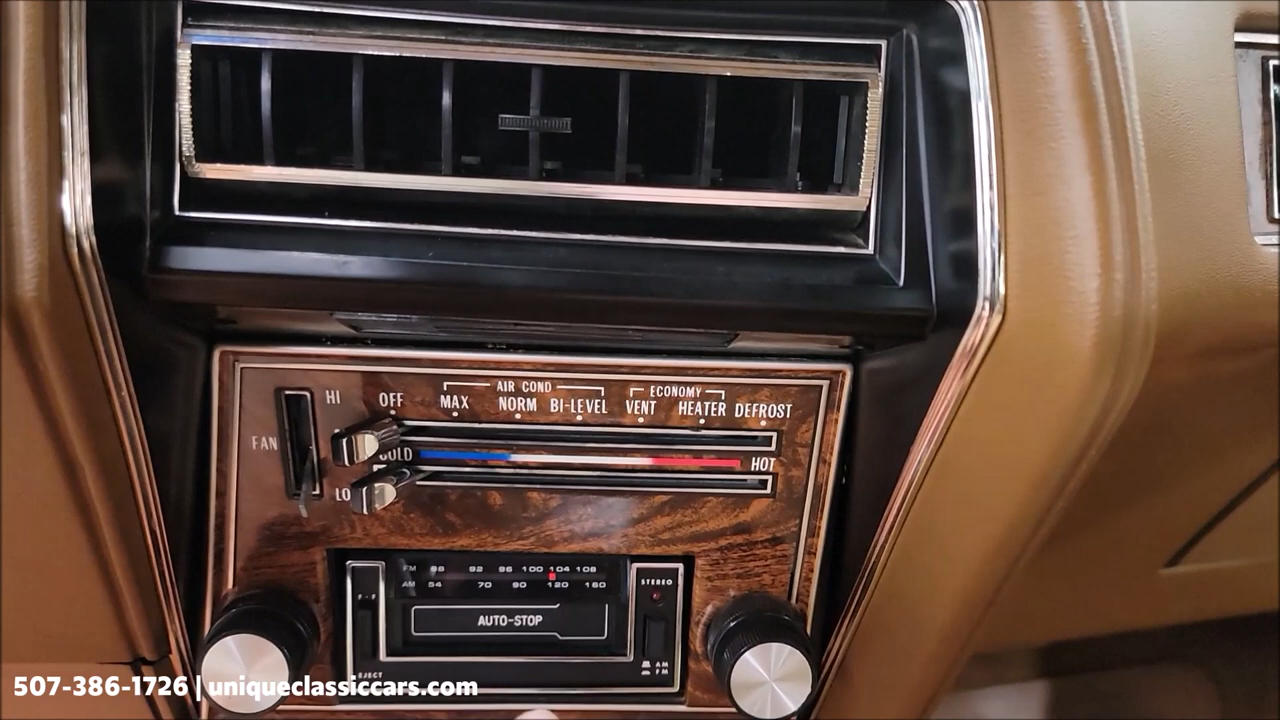 AIR COND
ECONOMY
HI OFF MAX NORM BI-LEVEL VENT HEATER DEFROST
FAN
COLD HOT
LO
FM 88 92 96 100 104 108
AM 54 70 90 120 160
STEREO
F-F
AUTO-STOP
EJECT
AM
FM
507-386-1726 | uniqueclassiccars.com